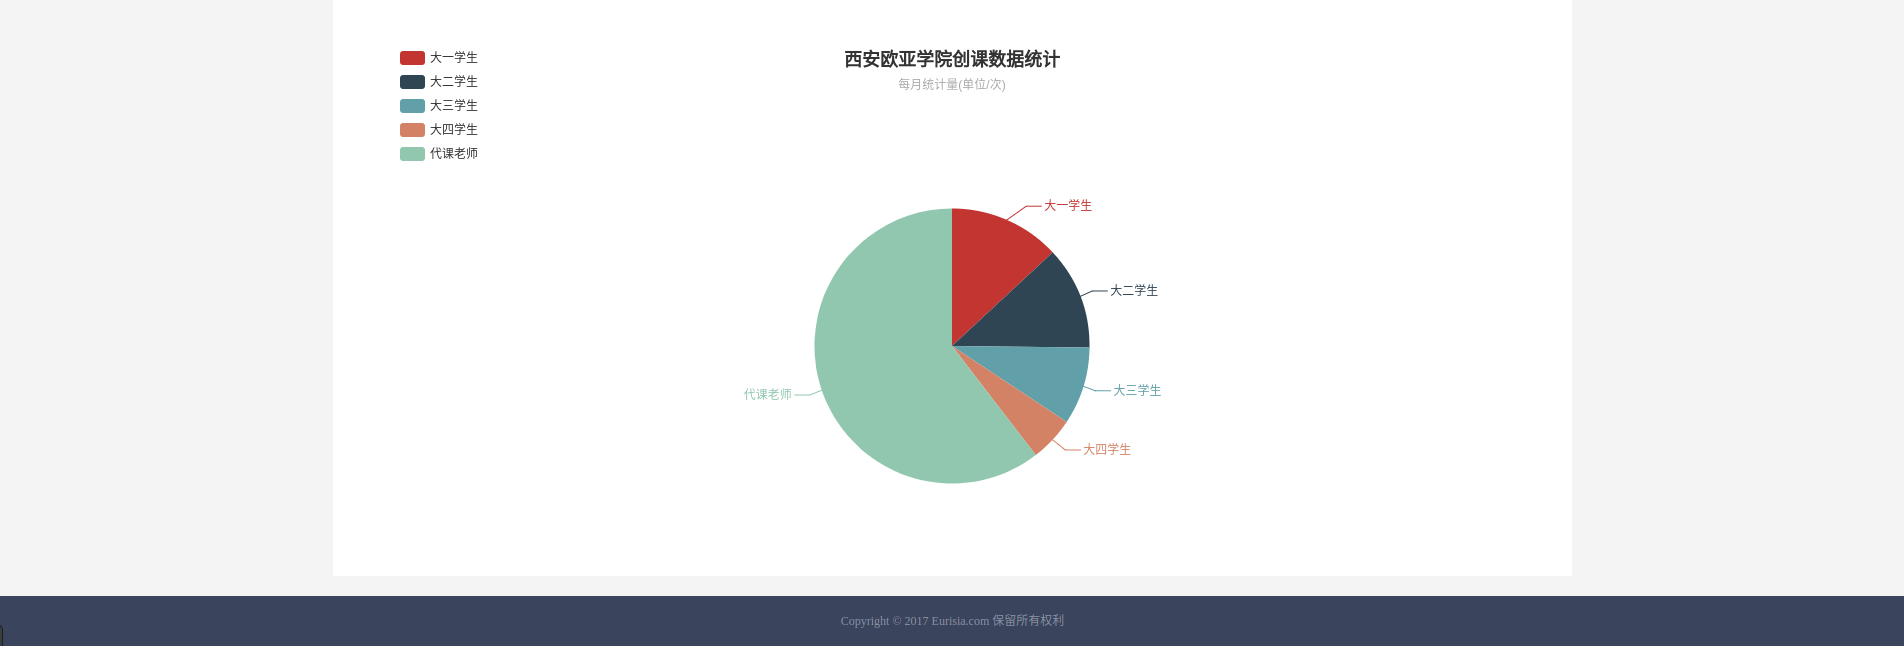 大一学生
大二学生
大三学生
大四学生
代课老师
西安欧亚学院创课数据统计
每月统计量(单位/次)
大一学生
大二学生
大三学生
代课老师
大四学生
Copyright © 2017 Eurisia.com 保留所有权利